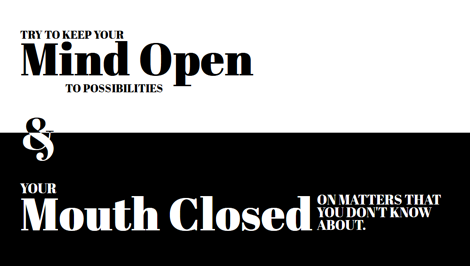 TRY TO KEEP YOUR
Mind Open
TO POSSIBILITIES
&
YOUR
Mouth Closed
ON MATTERS THAT
YOU DON'T KNOW
ABOUT.